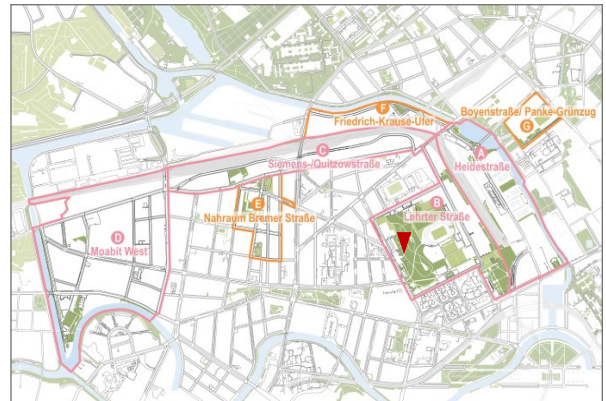 F
Friedrich-Krause-Ufer
Boyenstraße/ Panke-Grünzug
G
C
Siemens-/Quitzowstraße
A
Heidestraße
E
Nahraum Bremer Straße
B
Lehrter Straße
D
Moabit West